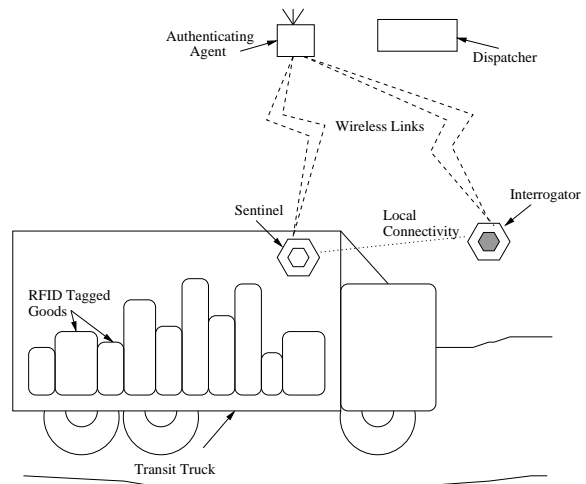 Authenticating
Agent
Dispatcher
Wireless Links
Interrogator
Sentinel
Local
Connectivity
RFID Tagged
Goods
Transit Truck